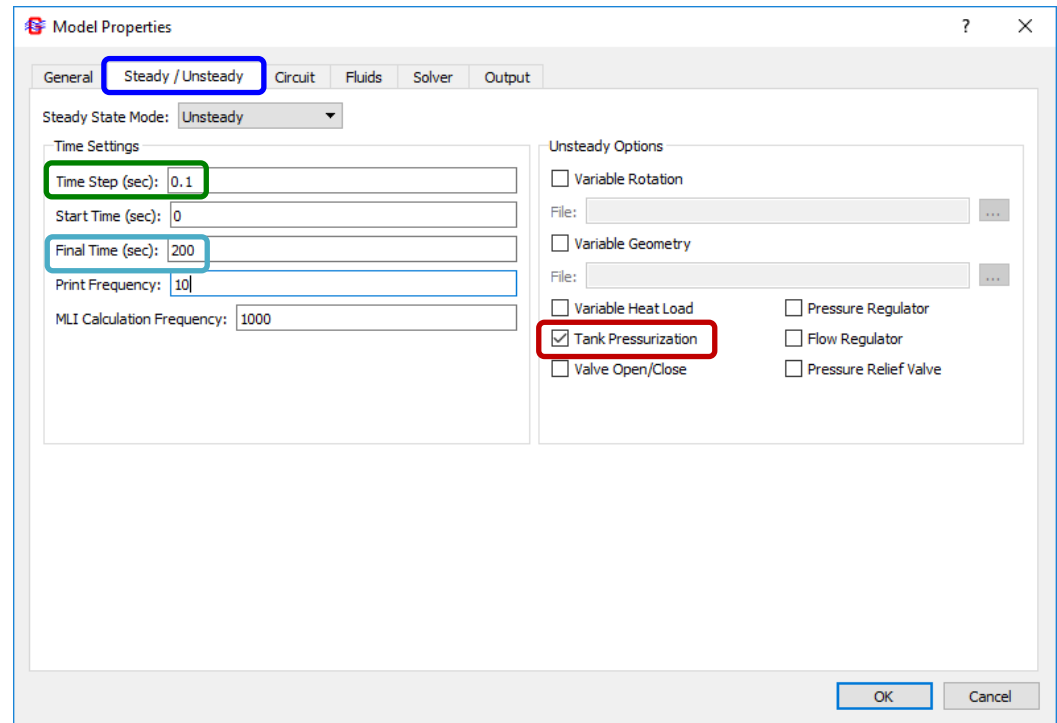 Model Properties
?
General Steady / Unsteady Circuit Fluids Solver Output
Steady State Mode: Unsteady
Time Settings
Time Step (sec): 0.1
Start Time (sec): 0
Final Time (sec): 200
Print Frequency: 10
MLI Calculation Frequency: 1000
Unsteady Options
Variable Rotation
File: ...
Variable Geometry
File: ...
Variable Heat Load Pressure Regulator
Tank Pressurization Flow Regulator
Valve Open/Close Pressure Relief Valve
OK Cancel